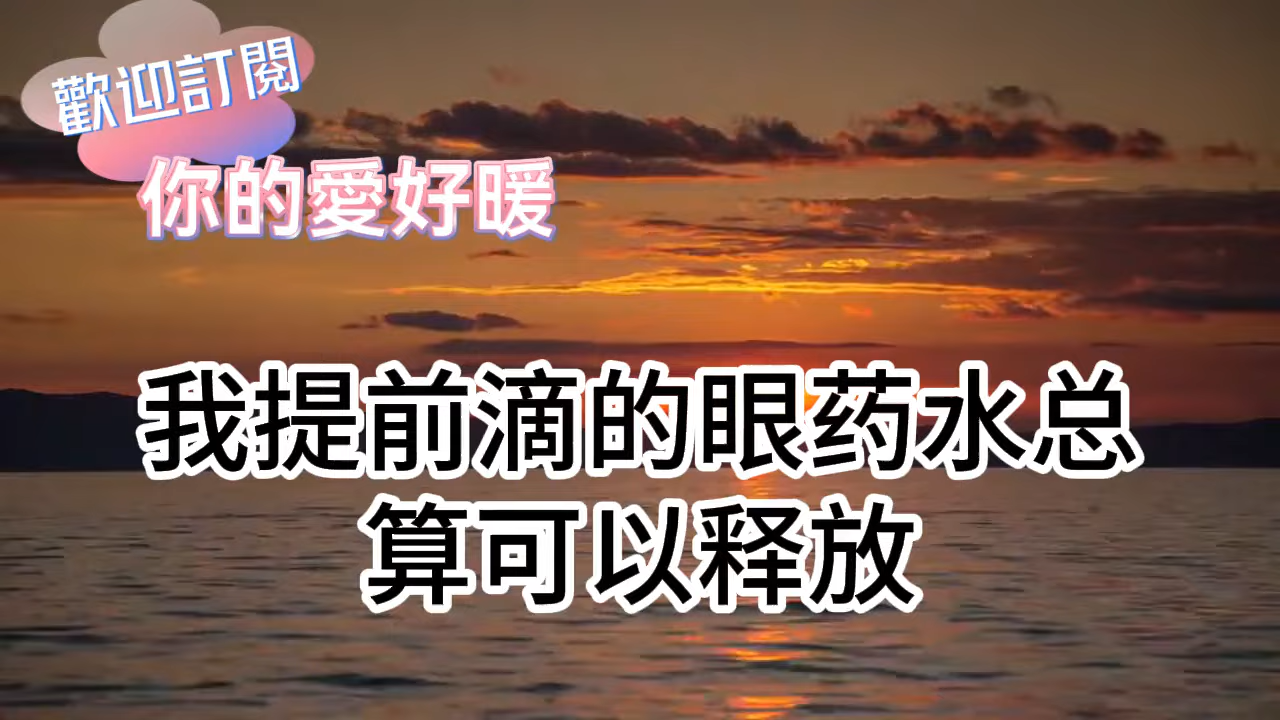 歡迎訂閱
你的愛好暖
我提前滴的眼药水总
算可以释放